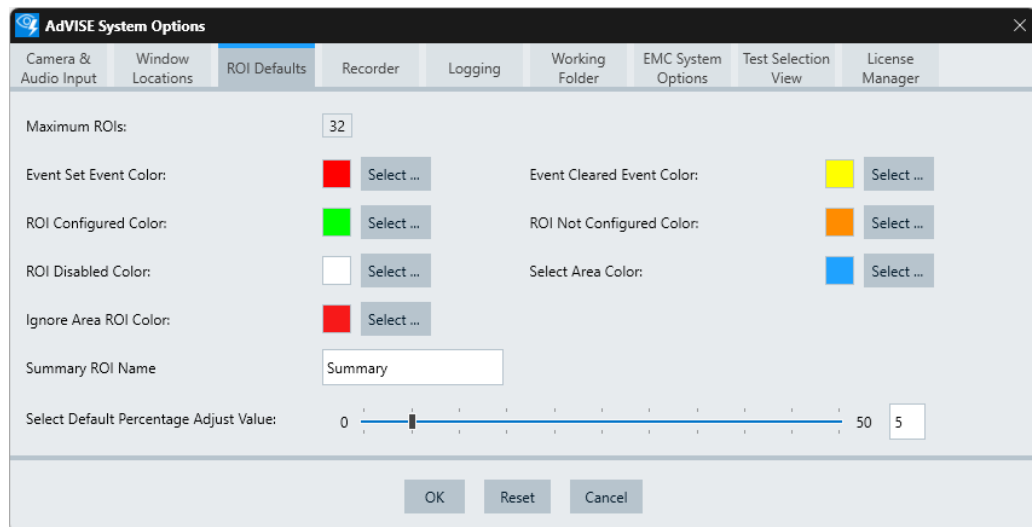 AdVISE System Options
Camera & Audio Input
Window Locations
ROI Defaults
Recorder
Logging
Working Folder
EMC System Options
Test Selection View
License Manager
Maximum ROIs: 32
Event Set Event Color: Select ... Event Cleared Event Color: Select ...
ROI Configured Color: Select ... ROI Not Configured Color: Select ...
ROI Disabled Color: Select ... Select Area Color: Select ...
Ignore Area ROI Color: Select ...
Summary ROI Name Summary
Select Default Percentage Adjust Value: 0 50 5
OK Reset Cancel